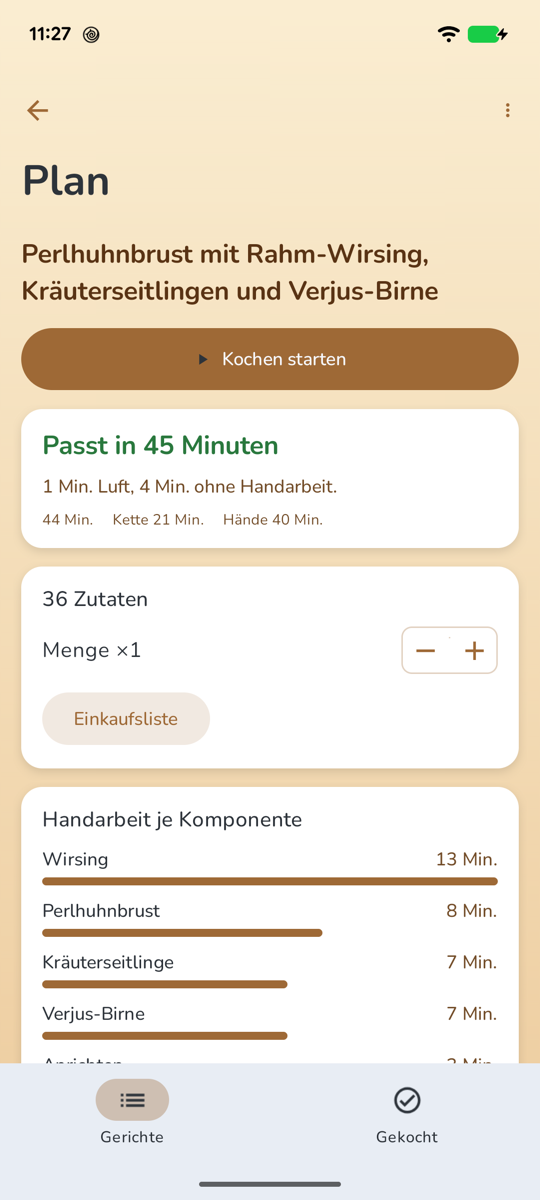 11:27
Plan
Perlhuhnbrust mit Rahm-Wirsing,
Kräuterseitlingen und Verjus-Birne
Kochen starten
Passt in 45 Minuten
1 Min. Luft, 4 Min. ohne Handarbeit.
44 Min. Kette 21 Min. Hände 40 Min.
36 Zutaten
Menge ×1
Einkaufsliste
Handarbeit je Komponente
Wirsing 13 Min.
Perlhuhnbrust 8 Min.
Kräuterseitlinge 7 Min.
Verjus-Birne 7 Min.
Gerichte Gekocht